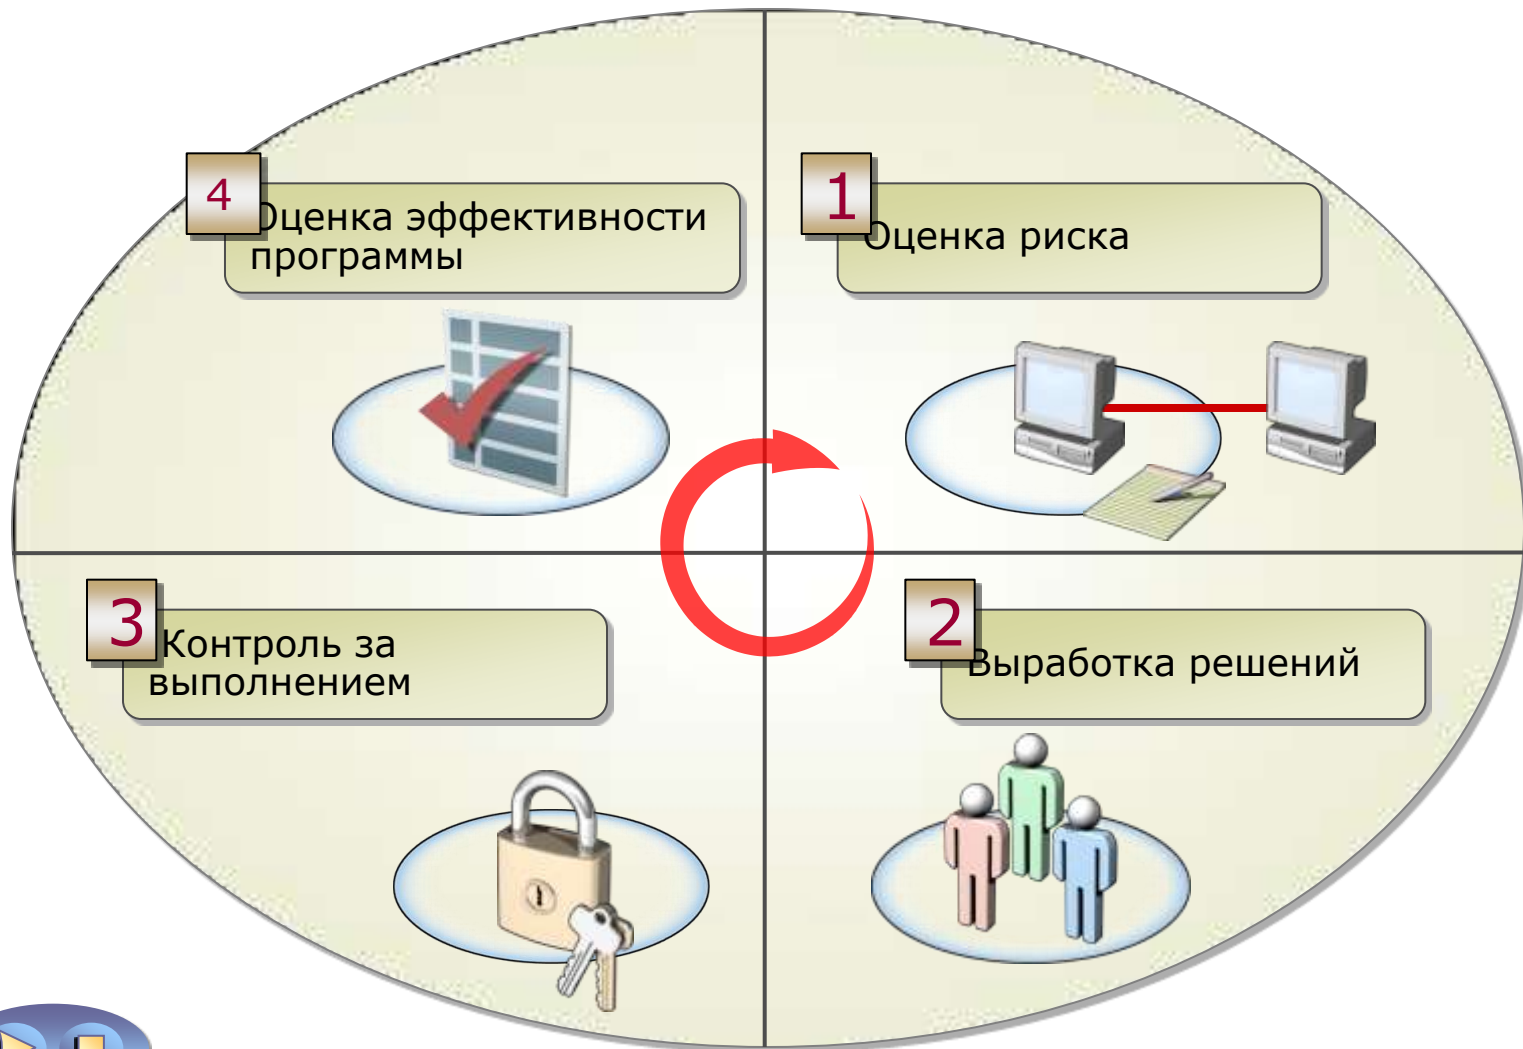 4
Оценка эффективности
программы
1
Оценка риска
3
Контроль за
выполнением
2
Выработка решений